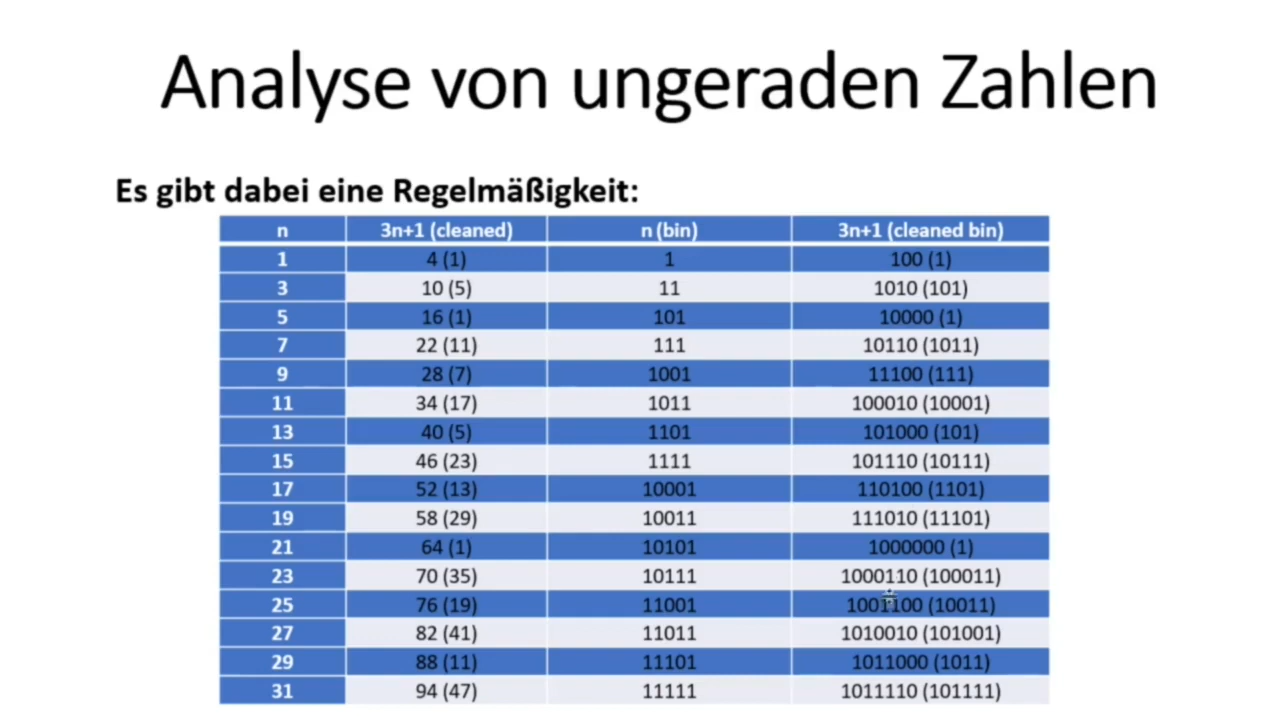 Analyse von ungeraden Zahlen
Es gibt dabei eine Regelmäßigkeit:
n 3n+1 (cleaned) n (bin) 3n+1 (cleaned bin)
1 4 (1) 1 100 (1)
3 10 (5) 11 1010 (101)
5 16 (1) 101 10000 (1)
7 22 (11) 111 10110 (1011)
9 28 (7) 1001 11100 (111)
11 34 (17) 1011 100010 (10001)
13 40 (5) 1101 101000 (101)
15 46 (23) 1111 101110 (10111)
17 52 (13) 10001 110100 (1101)
19 58 (29) 10011 111010 (11101)
21 64 (1) 10101 1000000 (1)
23 70 (35) 10111 1000110 (100011)
25 76 (19) 11001 1001100 (10011)
27 82 (41) 11011 1010010 (101001)
29 88 (11) 11101 1011000 (1011)
31 94 (47) 11111 1011110 (101111)